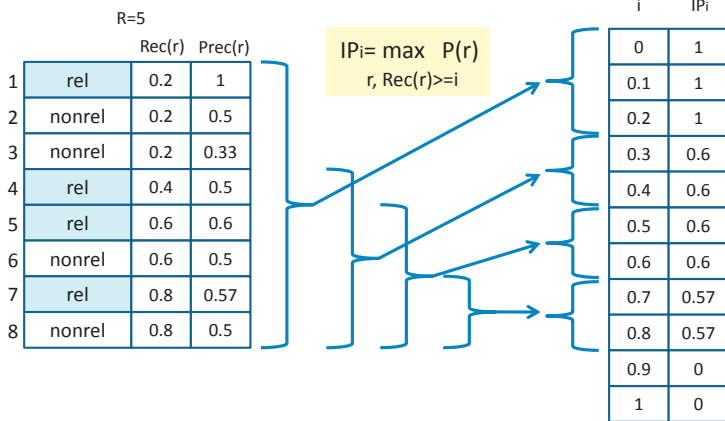 R=5
Rec(r) Prec(r)
1 rel 0.2 1
2 nonrel 0.2 0.5
3 nonrel 0.2 0.33
4 rel 0.4 0.5
5 rel 0.6 0.6
6 nonrel 0.6 0.5
7 rel 0.8 0.57
8 nonrel 0.8 0.5
IPi= max P(r)
r, Rec(r)>=i
i IPi
0 1
0.1 1
0.2 1
0.3 0.6
0.4 0.6
0.5 0.6
0.6 0.6
0.7 0.57
0.8 0.57
0.9 0
1 0